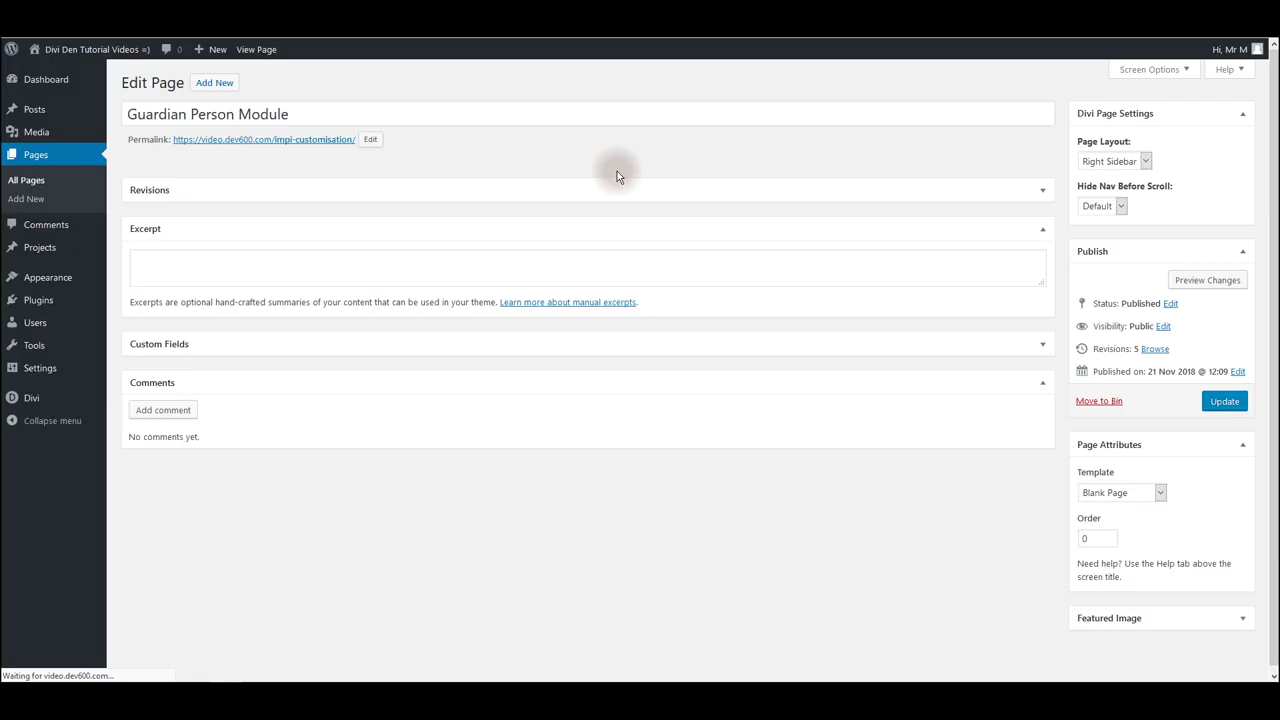 Divi Den Tutorial Videos =)
0
New
View Page
Hi, Mr M
Dashboard
Posts
Media
Pages
All Pages
Add New
Comments
Projects
Appearance
Plugins
Users
Tools
Settings
Divi
Collapse menu
Screen Options
Help
Edit Page
Add New
Guardian Person Module
Permalink: https://video.dev600.com/impi-customisation/
Edit
Revisions
Excerpt
Excerpts are optional hand-crafted summaries of your content that can be used in your theme. Learn more about manual excerpts.
Custom Fields
Comments
Add comment
No comments yet.
Divi Page Settings
Page Layout:
Right Sidebar
Hide Nav Before Scroll:
Default
Publish
Preview Changes
Status: Published Edit
Visibility: Public Edit
Revisions: 5 Browse
Published on: 21 Nov 2018 @ 12:09 Edit
Move to Bin
Update
Page Attributes
Template
Blank Page
Order
0
Need help? Use the Help tab above the
screen title.
Featured Image
Waiting for video.dev600.com...